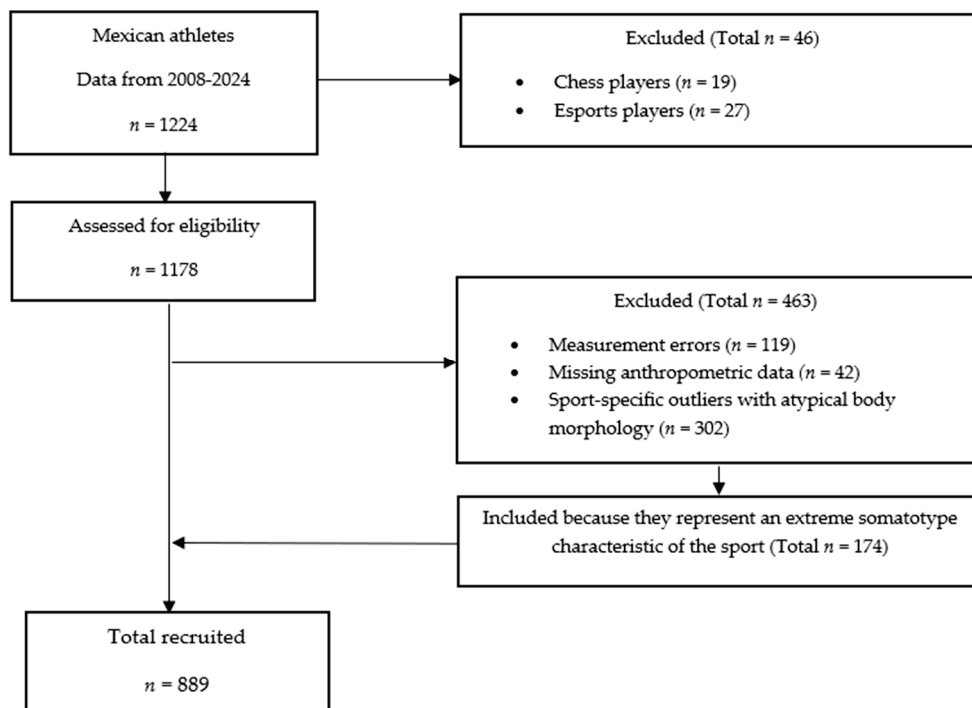 Mexican athletes
Data from 2008-2024
n = 1224
Excluded (Total n = 46)
• Chess players (n = 19)
• Esports players (n = 27)
Assessed for eligibility
n = 1178
Excluded (Total n = 463)
• Measurement errors (n = 119)
• Missing anthropometric data (n = 42)
• Sport-specific outliers with atypical body
morphology (n = 302)
Included because they represent an extreme somatotype
characteristic of the sport (Total n = 174)
Total recruited
n = 889